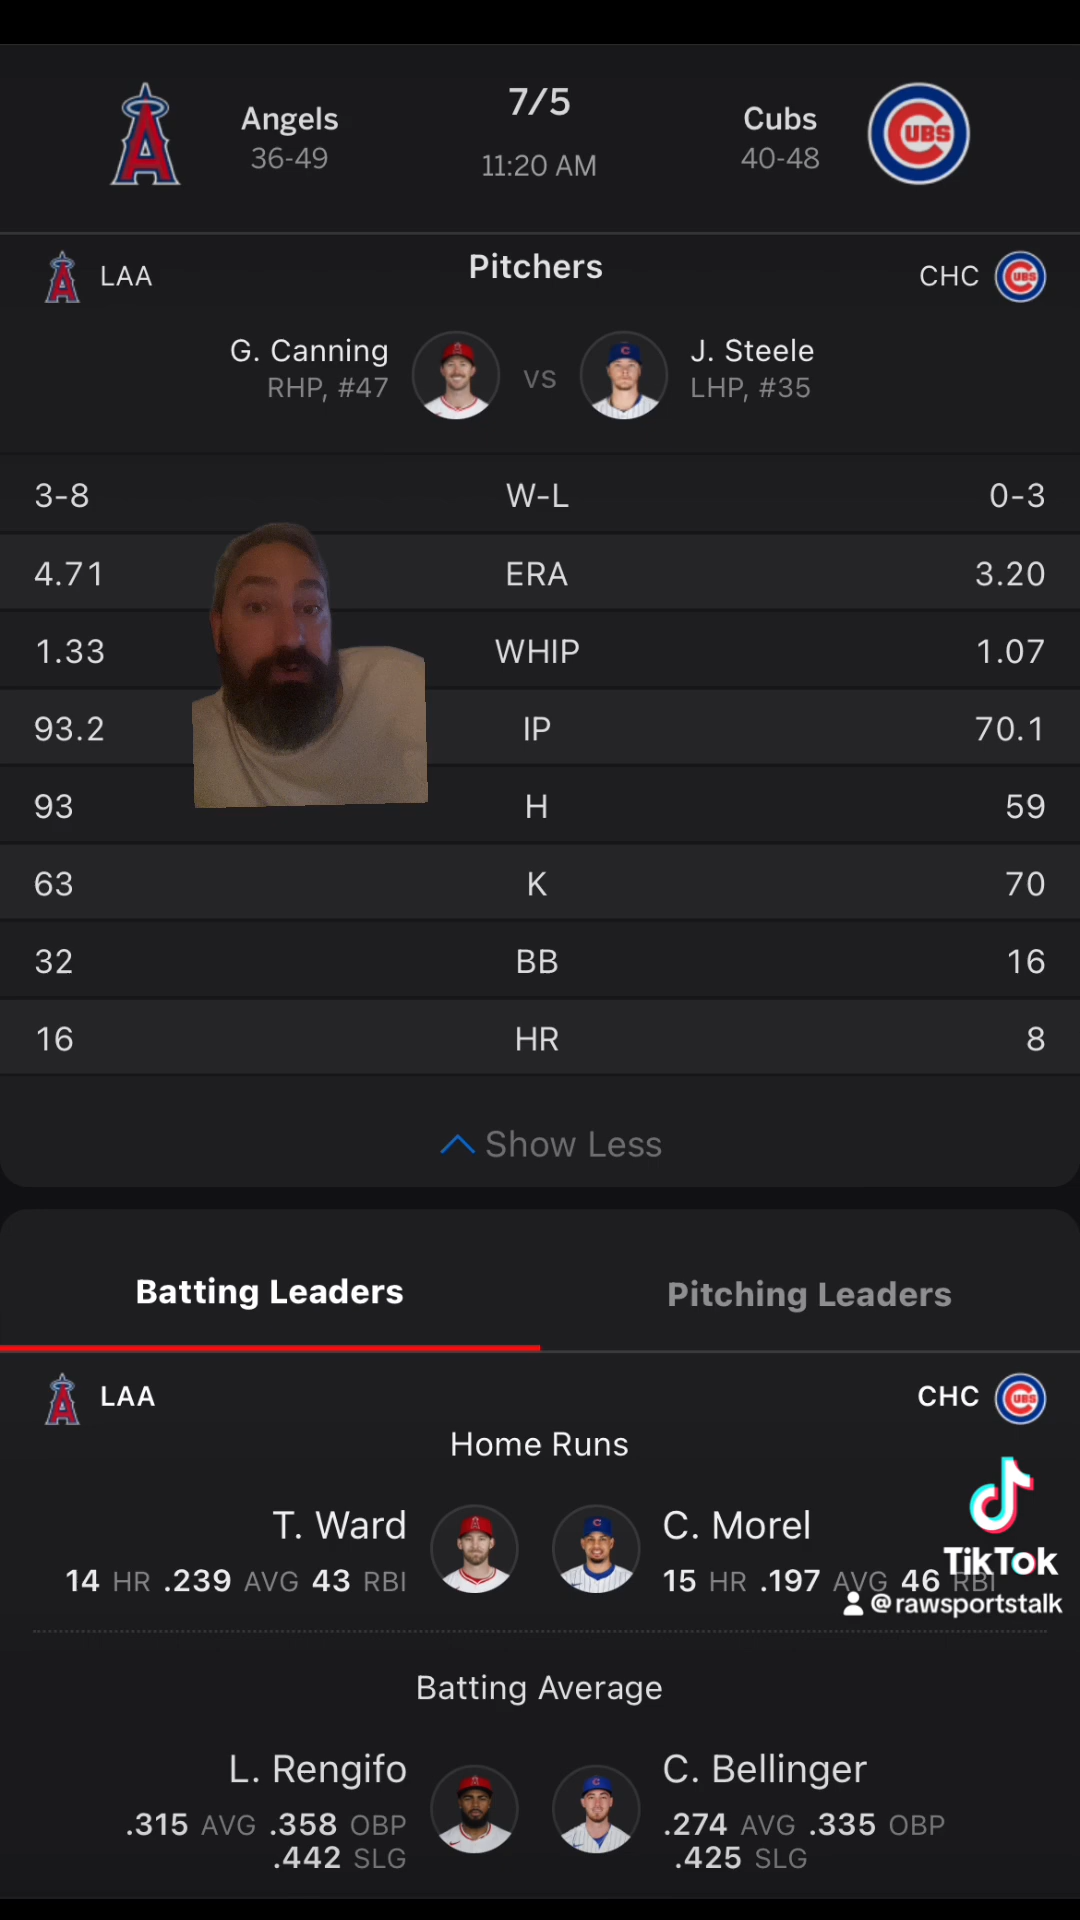 Angels
36-49
7/5
11:20 AM
Cubs
40-48
UBS
LAA
Pitchers
CHC
G. Canning
RHP, #47
vs
J. Steele
LHP, #35
3-8 W-L 0-3
4.71 ERA 3.20
1.33 WHIP 1.07
93.2 IP 70.1
93 H 59
63 K 70
32 BB 16
16 HR 8
Show Less
Batting Leaders
Pitching Leaders
LAA
CHC
Home Runs
T. Ward
14 HR .239 AVG 43 RBI
C. Morel
15 HR .197 AVG 46 RBI
TikTok
@rawsportstalk
Batting Average
L. Rengifo
.315 AVG .358 OBP
.442 SLG
C. Bellinger
.274 AVG .335 OBP
.425 SLG